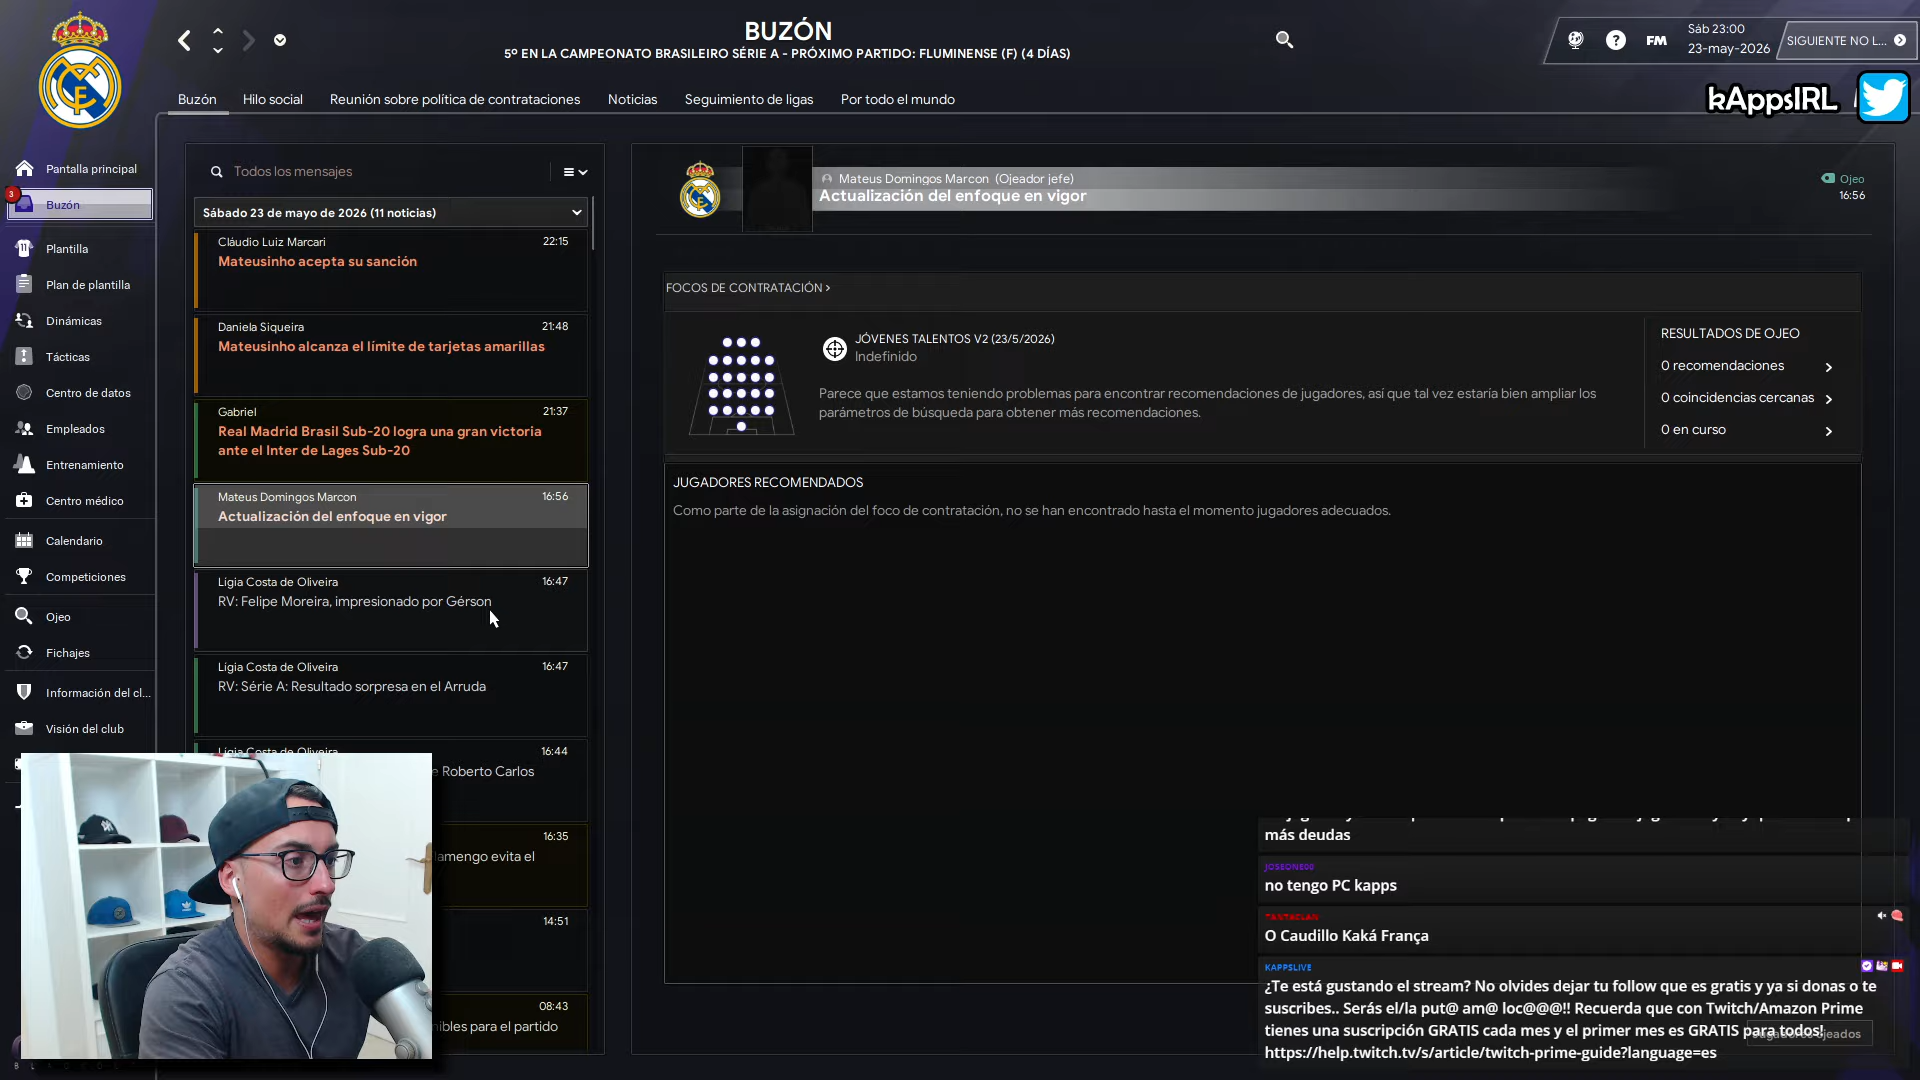 BUZÓN
5º EN LA CAMPEONATO BRASILEIRO SÉRIE A - PRÓXIMO PARTIDO: FLUMINENSE (F) (4 DÍAS)
FM
Sáb 23:00
23-may-2026
SIGUIENTE NO L...
Buzón
Hilo social
Reunión sobre política de contrataciones
Noticias
Seguimiento de ligas
Por todo el mundo
kAppsIRL
Pantalla principal
3
Buzón
Plantilla
Plan de plantilla
Dinámicas
Tácticas
Centro de datos
Empleados
Entrenamiento
Centro médico
Calendario
Competiciones
Ojeo
Fichajes
Información del cl...
Visión del club
Todos los mensajes
Sábado 23 de mayo de 2026 (11 noticias)
Cláudio Luiz Marcari 22:15
Mateusinho acepta su sanción
Daniela Siqueira 21:48
Mateusinho alcanza el límite de tarjetas amarillas
Gabriel 21:37
Real Madrid Brasil Sub-20 logra una gran victoria
ante el Inter de Lages Sub-20
Mateus Domingos Marcon 16:56
Actualización del enfoque en vigor
Ligia Costa de Oliveira 16:47
RV: Felipe Moreira, impresionado por Gérson
Ligia Costa de Oliveira 16:47
RV: Série A: Resultado sorpresa en el Arruda
Ligia Costa de Oliveira 16:44
Roberto Carlos
16:35
evita el
14:51
08:43
para el partido
Mateus Domingos Marcon (Ojeador jefe)
Actualización del enfoque en vigor
Ojeo
16:56
FOCOS DE CONTRATACIÓN >
JÓVENES TALENTOS V2 (23/5/2026)
Indefinido
Parece que estamos teniendo problemas para encontrar recomendaciones de jugadores, así que tal vez estaría bien ampliar los
parámetros de búsqueda para obtener más recomendaciones.
RESULTADOS DE OJEO
0 recomendaciones
0 coincidencias cercanas
0 en curso
JUGADORES RECOMENDADOS
Como parte de la asignación del foco de contratación, no se han encontrado hasta el momento jugadores adecuados.
más deudas
JOSEONE00
no tengo PC kapps
O Caudillo Kaká França
KAPPSLIVE
¿Te está gustando el stream? No olvides dejar tu follow que es gratis y ya si donas o te
suscribes.. Serás el/la put@ am@ loc@@@!! Recuerda que con Twitch/Amazon Prime
tienes una suscripción GRATIS cada mes y el primer mes es GRATIS para todos!
https://help.twitch.tv/s/article/twitch-prime-guide?language=es